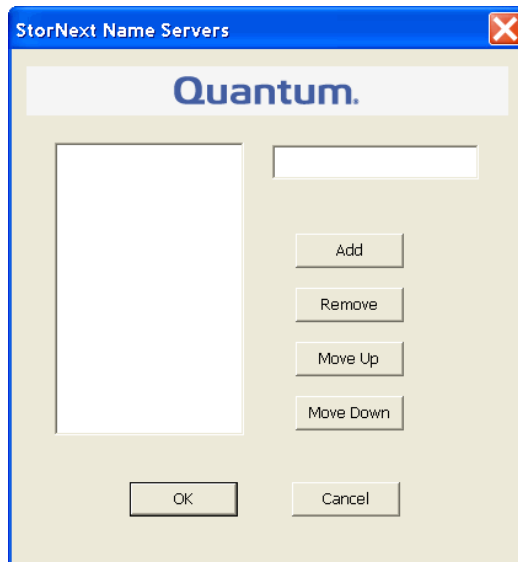 StorNext Name Servers
Quantum.
Add
Remove
Move Up
Move Down
OK
Cancel